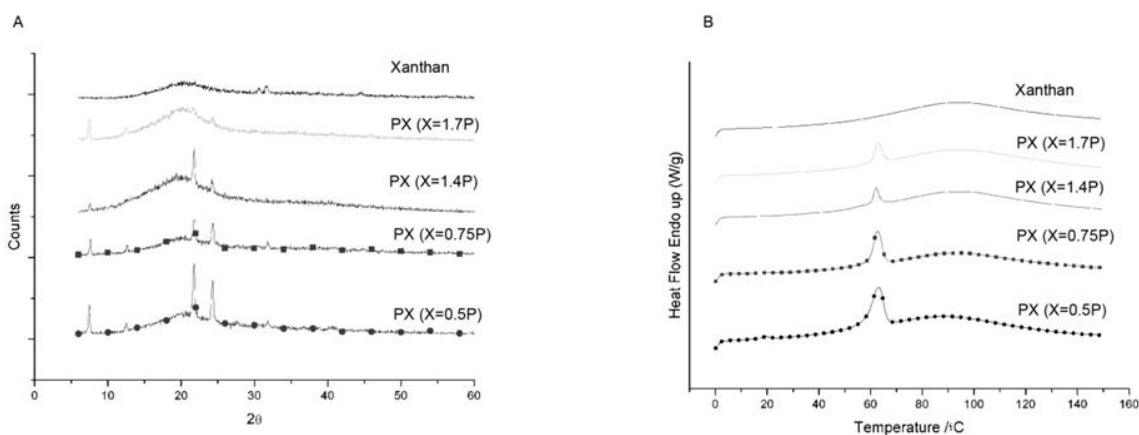 A
Xanthan
PX (X=1.7P)
PX (X=1.4P)
PX (X=0.75P)
PX (X=0.5P)
Counts
0 10 20 30 40 50 60
2θ
B
Xanthan
PX (X=1.7P)
PX (X=1.4P)
PX (X=0.75P)
PX (X=0.5P)
Heat Flow Endo up (W/g)
0 20 40 60 80 100 120 140 160
Temperature /♮C